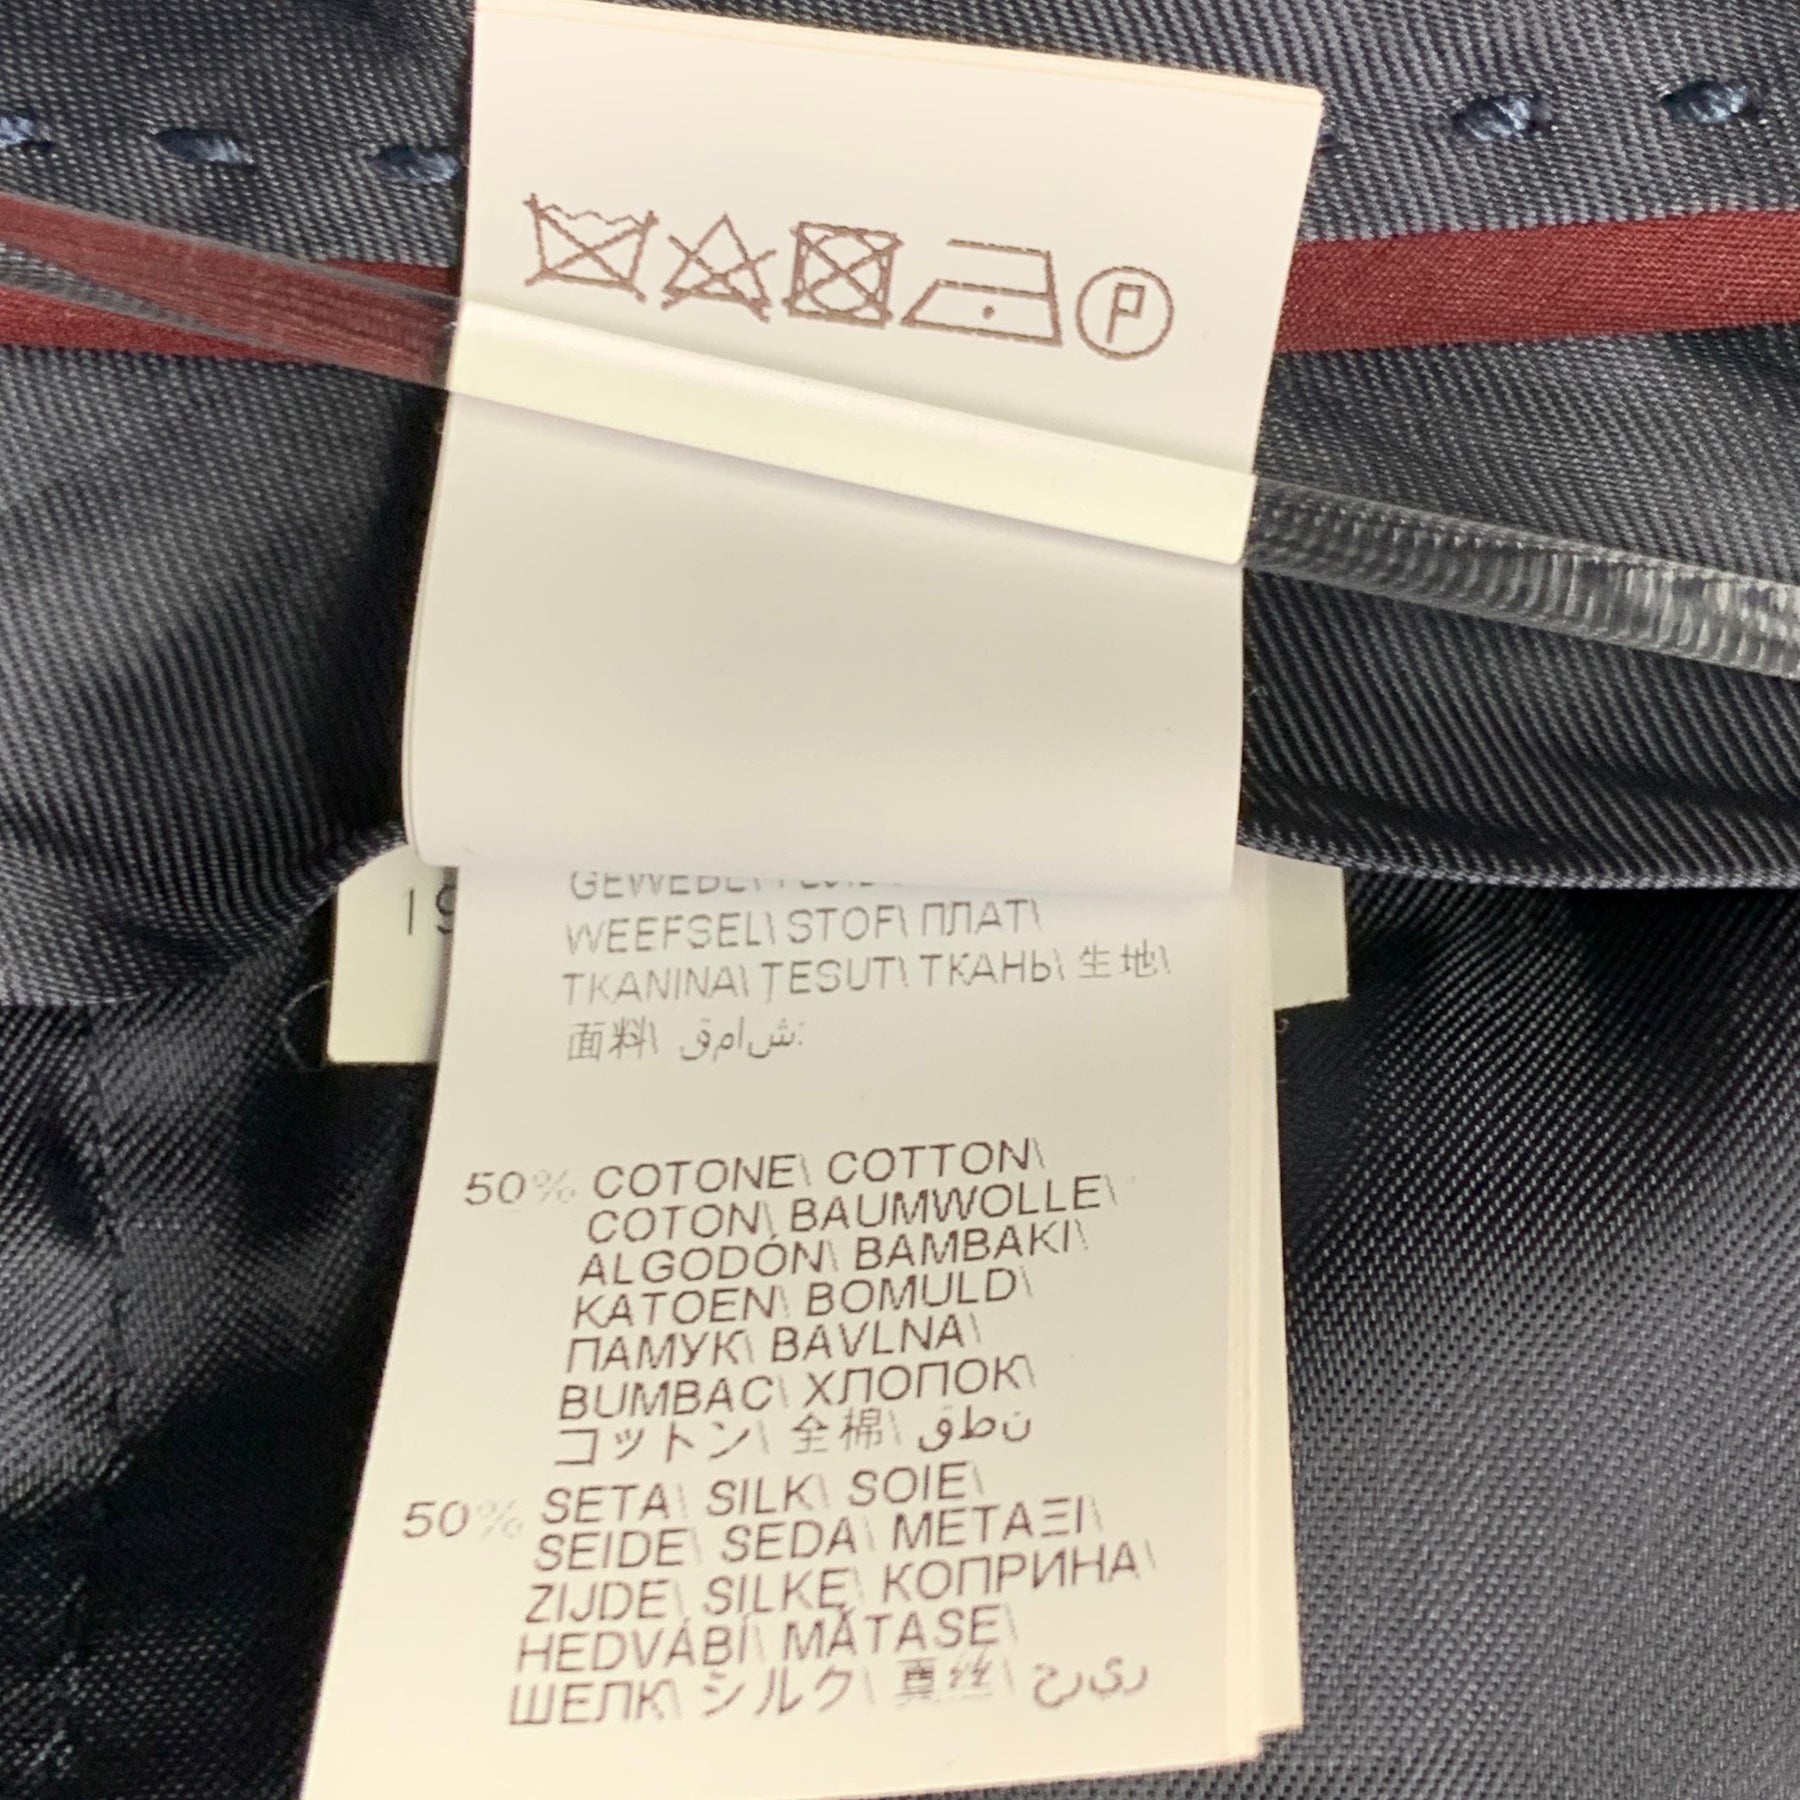 P
19
WEEFSEL\ STOF\ ПЛАТ\
TKANINA\ ȚESUT\ ТКАНЬ\ 生地\
面料\ قماش:
50% COTONE\ COTTON\
COTON\ BAUMWOLLE\
ALGODÓN\ BAMBAKI\
KATOEN\ BOMULD\
ПАМУК\ BAVLNA\
BUMBAC\ ХЛОПОК\
コットン\ 全棉\ قطن
50% SETA\ SILK\ SOIE\
SEIDE\ SEDA\ ΜΕΤΑΞΙ\
ZIJDE\ SILKE\ КОПРИНА\
HEDVÁBÍ\ MĂTASE\
ШЕЛК\ シルク\ 真丝\ حرير